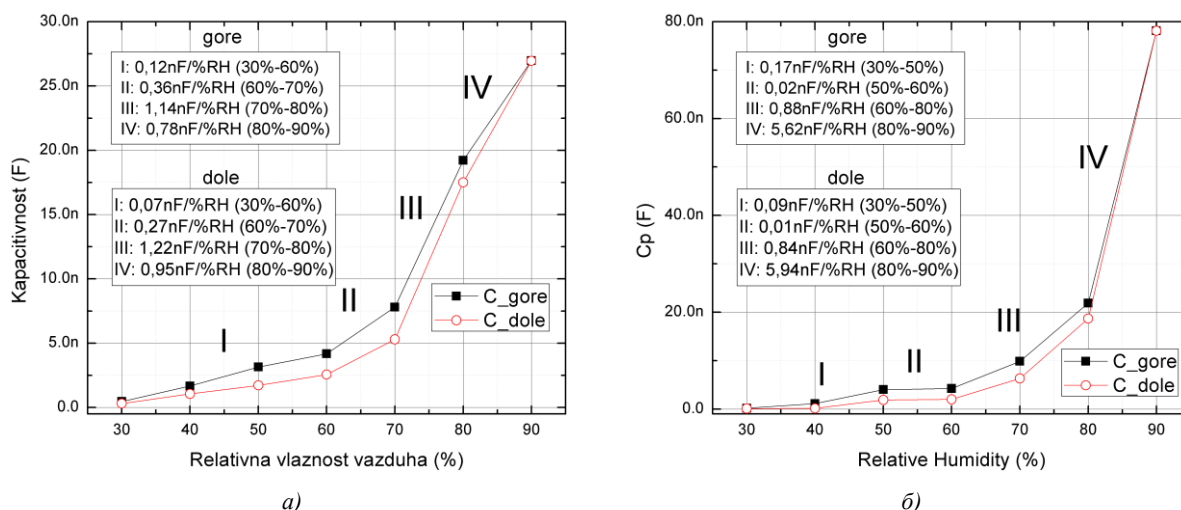 30.0n
25.0n
20.0n
15.0n
10.0n
5.0n
0.0
Kapacitivnost (F)
gore
I: 0,12nF/%RH (30%-60%)
II: 0,36nF/%RH (60%-70%)
III: 1,14nF/%RH (70%-80%)
IV: 0,78nF/%RH (80%-90%)
dole
I: 0,07nF/%RH (30%-60%)
II: 0,27nF/%RH (60%-70%)
III: 1,22nF/%RH (70%-80%)
IV: 0,95nF/%RH (80%-90%)
IV
III
II
I
C_gore
C_dole
30 40 50 60 70 80 90
Relativna vlaznost vazduha (%)
а)
80.0n
60.0n
40.0n
20.0n
0.0
Cp (F)
gore
I: 0,17nF/%RH (30%-50%)
II: 0,02nF/%RH (50%-60%)
III: 0,88nF/%RH (60%-80%)
IV: 5,62nF/%RH (80%-90%)
dole
I: 0,09nF/%RH (30%-50%)
II: 0,01nF/%RH (50%-60%)
III: 0,84nF/%RH (60%-80%)
IV: 5,94nF/%RH (80%-90%)
IV
III
II
I
C_gore
C_dole
30 40 50 60 70 80 90
Relative Humidity (%)
б)